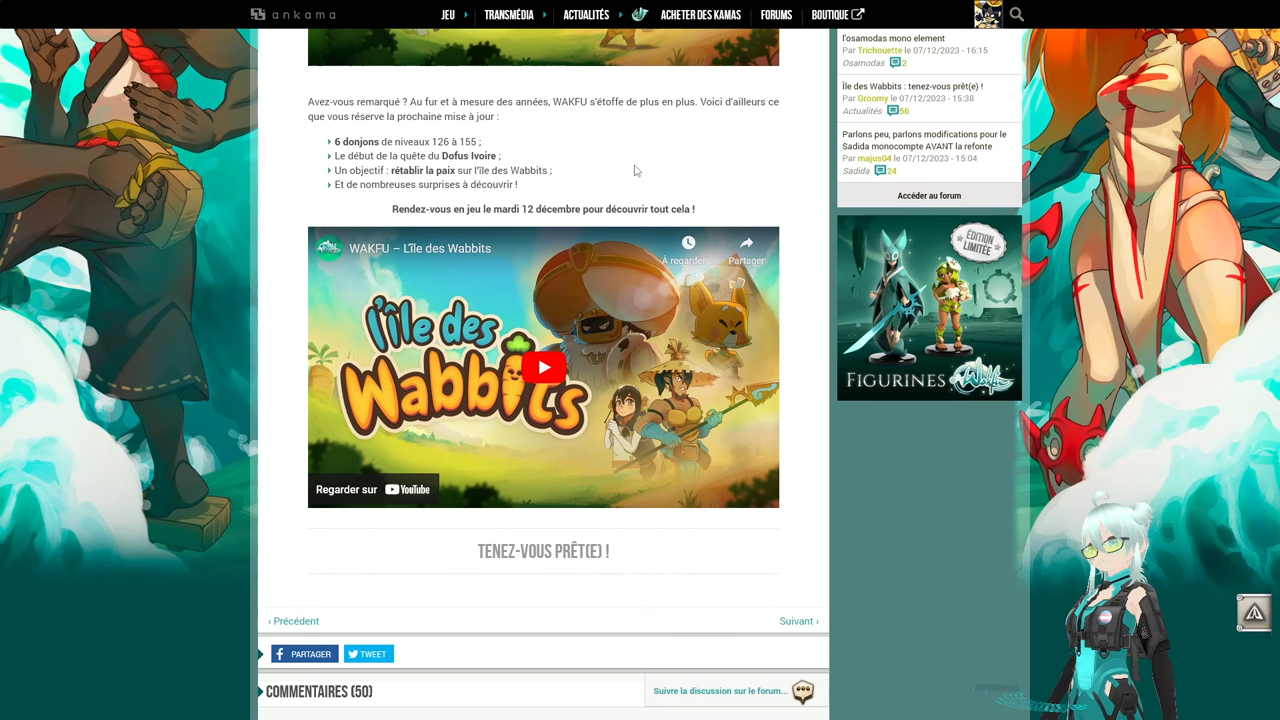 ankama
JEU
TRANSMÉDIA
ACTUALITÉS
ACHETER DES KAMAS
FORUMS
BOUTIQUE
Avez-vous remarqué ? Au fur et à mesure des années, WAKFU s'étoffe de plus en plus. Voici d'ailleurs ce
que vous réserve la prochaine mise à jour :
6 donjons de niveaux 126 à 155 ;
Le début de la quête du Dofus Ivoire ;
Un objectif : rétablir la paix sur l'île des Wabbits ;
Et de nombreuses surprises à découvrir !
Rendez-vous en jeu le mardi 12 décembre pour découvrir tout cela !
WAKFU – L'île des Wabbits
À regarder
Partager
l'île des
Wabbits
Regarder sur YouTube
TENEZ-VOUS PRÊT(E) !
‹ Précédent
Suivant ›
PARTAGER
TWEET
COMMENTAIRES (50)
Suivre la discussion sur le forum...
l'osamodas mono element
Par Trichouette le 07/12/2023 - 16:15
Osamodas 2
Île des Wabbits : tenez-vous prêt(e) !
Par Groomy le 07/12/2023 - 15:38
Actualités 56
Parlons peu, parlons modifications pour le
Sadida monocompte AVANT la refonte
Par majus04 le 07/12/2023 - 15:04
Sadida 24
Accéder au forum
ÉDITION
LIMITÉE
FIGURINES Wakfu